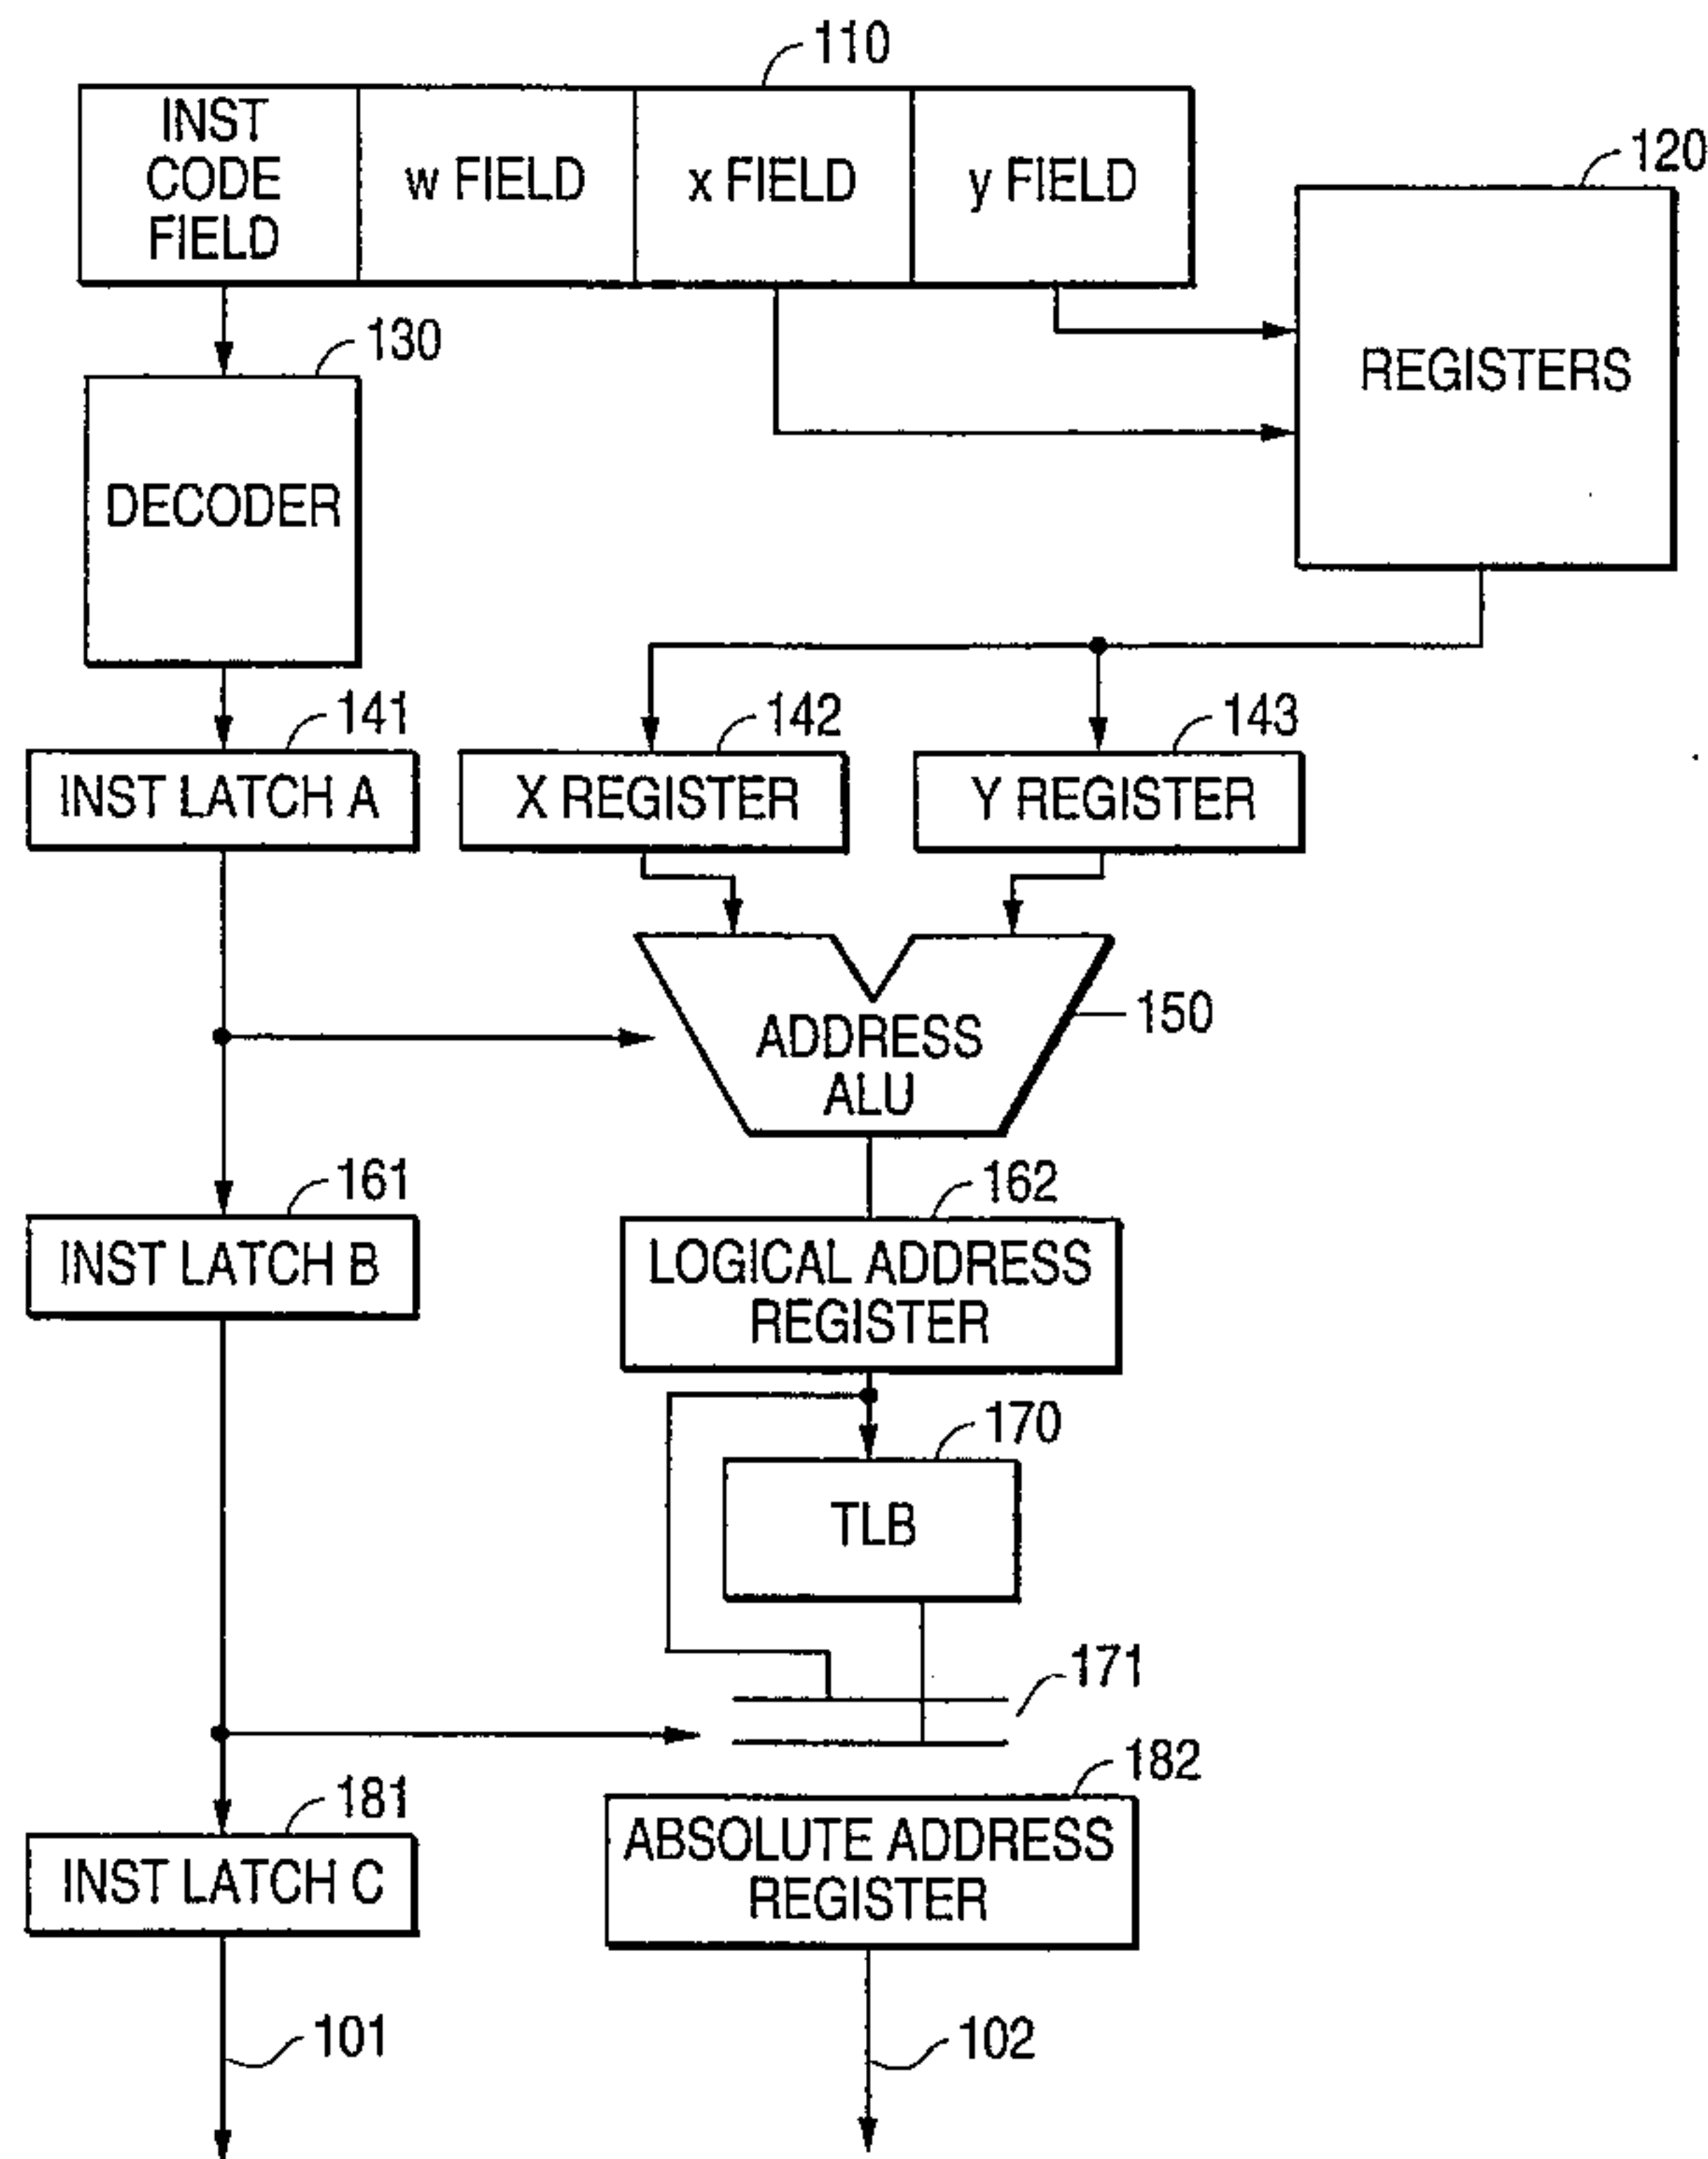 110
INST
CODE
FIELD
w FIELD
x FIELD
y FIELD
120
REGISTERS
130
DECODER
141
142
143
INST LATCH A
X REGISTER
Y REGISTER
150
ADDRESS
ALU
161
162
INST LATCH B
LOGICAL ADDRESS
REGISTER
170
TLB
171
182
181
ABSOLUTE ADDRESS
REGISTER
INST LATCH C
101
102